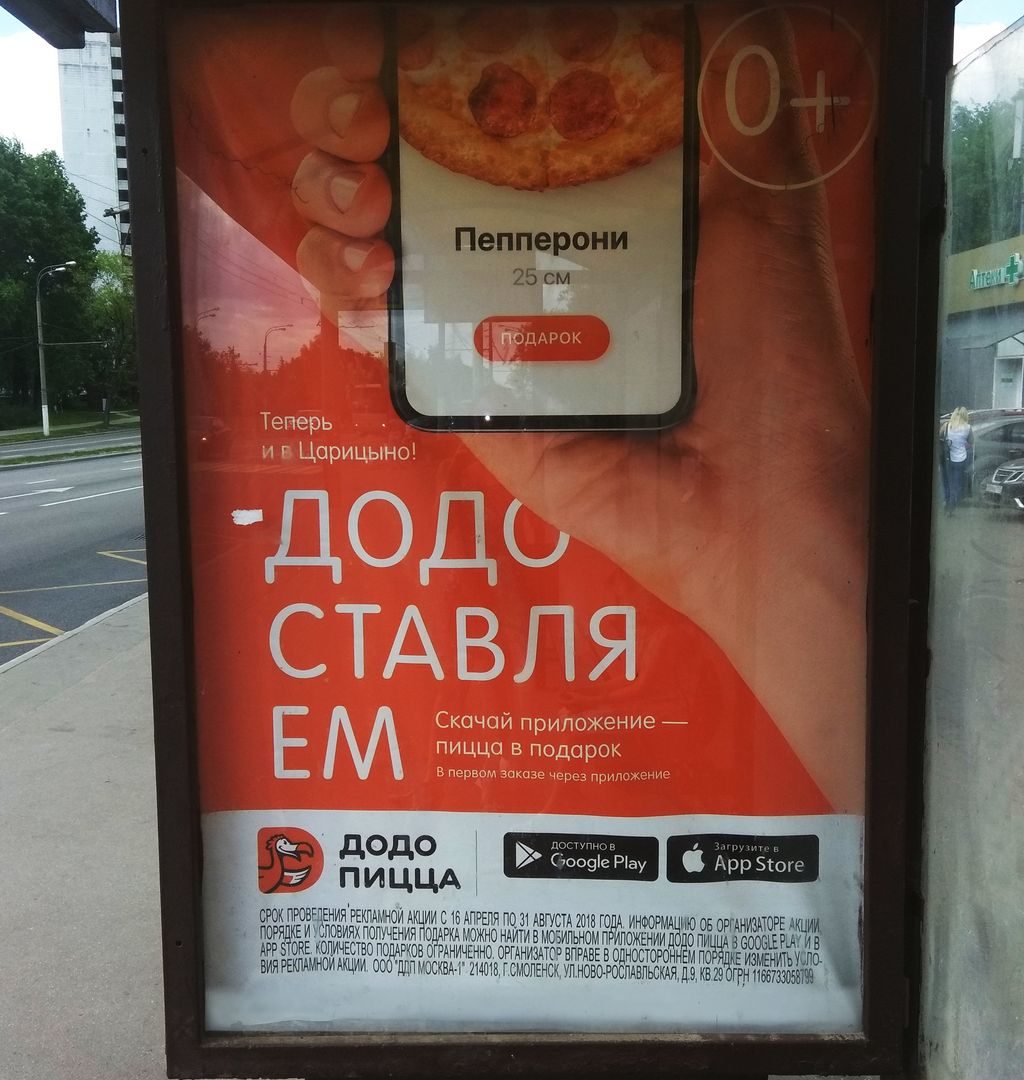 0+
Пепперони
25 см
ПОДАРОК
Теперь
и в Царицыно!
ДОДО
СТАВЛЯ
ЕМ
Скачай приложение —
пицца в подарок
В первом заказе через приложение
ДОДО
ПИЦЦА
ДОСТУПНО В
Google Play
Загрузите в
App Store
СРОК ПРОВЕДЕНИЯ РЕКЛАМНОЙ АКЦИИ С 16 АПРЕЛЯ ПО 31 АВГУСТА 2018 ГОДА. ИНФОРМАЦИЮ ОБ ОРГАНИЗАТОРЕ АКЦИИ,
ПОРЯДКЕ И УСЛОВИЯХ ПОЛУЧЕНИЯ ПОДАРКА МОЖНО НАЙТИ В МОБИЛЬНОМ ПРИЛОЖЕНИИ ДОДО ПИЦЦА В GOOGLE PLAY И В
APP STORE. КОЛИЧЕСТВО ПОДАРКОВ ОГРАНИЧЕННО. ОРГАНИЗАТОР ВПРАВЕ В ОДНОСТОРОННЕМ ПОРЯДКЕ ИЗМЕНИТЬ УСЛО-
ВИЯ РЕКЛАМНОЙ АКЦИИ. ООО "ДДП МОСКВА-1" 214018, Г.СМОЛЕНСК, УЛ.НОВО-РОСЛАВЛЬСКАЯ, Д.9, КВ.29 ОГРН 1166733058799
Аптека